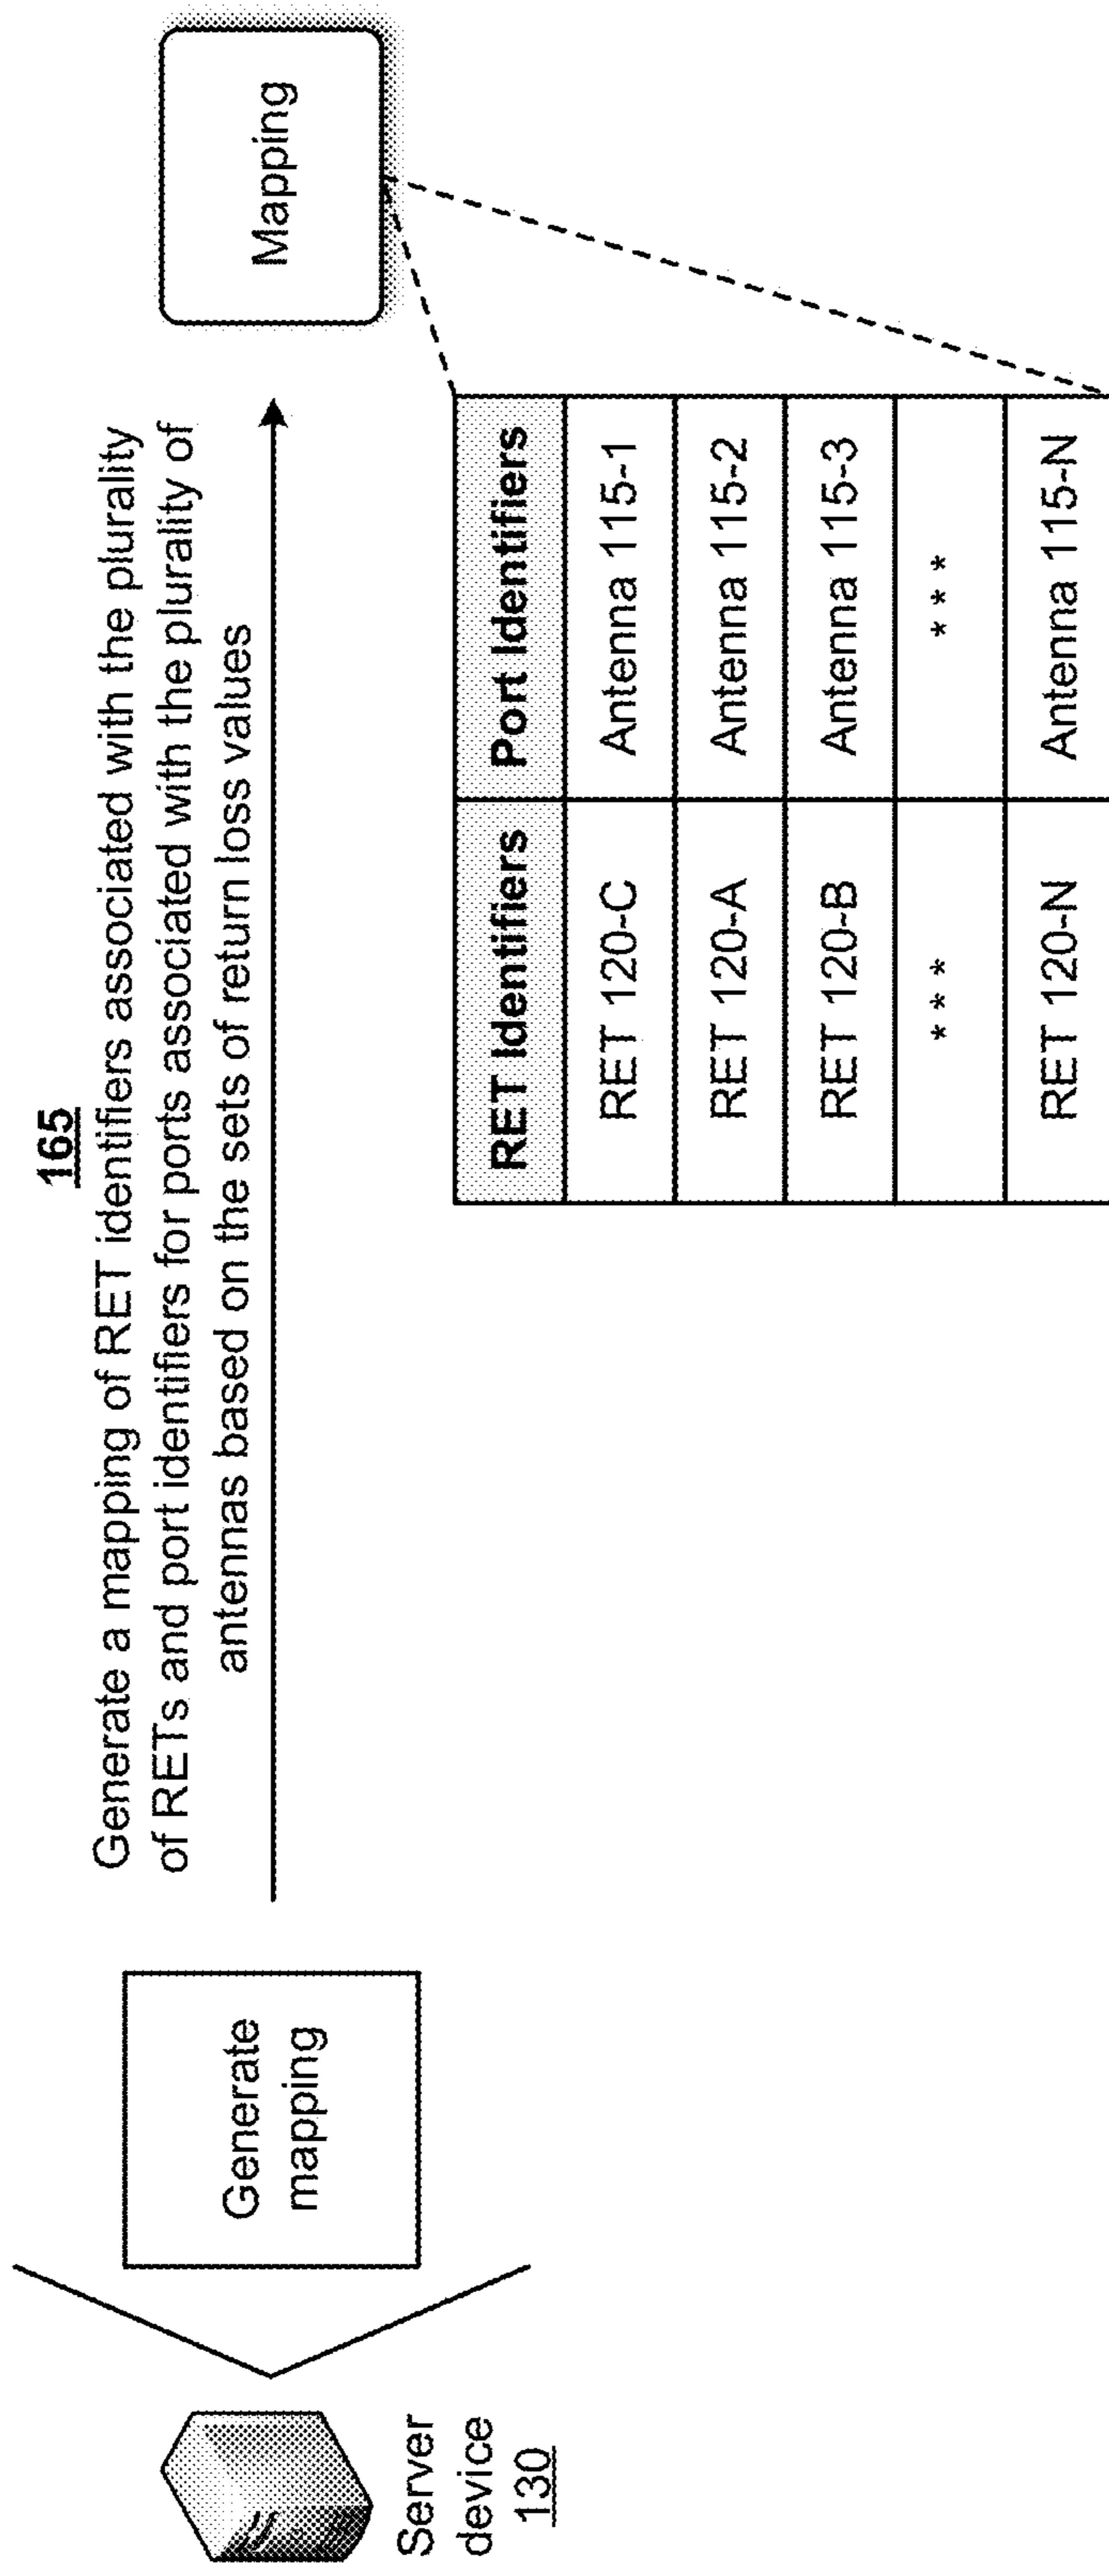 165
Generate a mapping of RET identifiers associated with the plurality
of RETs and port identifiers for ports associated with the plurality of
antennas based on the sets of return loss values
Server
device
130
Generate
mapping
Mapping
RET Identifiers Port Identifiers
RET 120-C Antenna 115-1
RET 120-A Antenna 115-2
RET 120-B Antenna 115-3
*** ***
RET 120-N Antenna 115-N